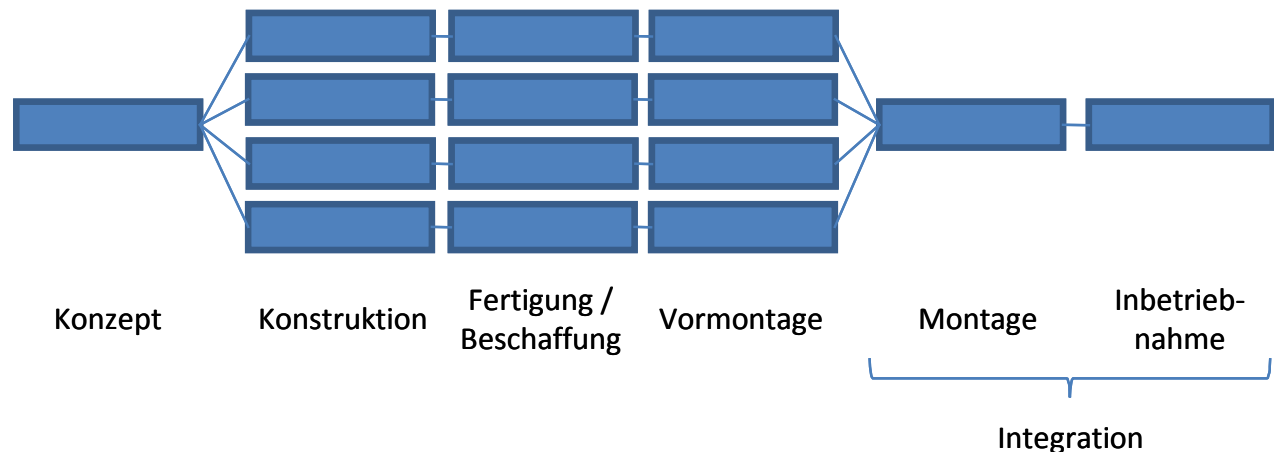 Konzept
Konstruktion
Fertigung /
Beschaffung
Vormontage
Montage
Inbetrieb-
nahme
Integration